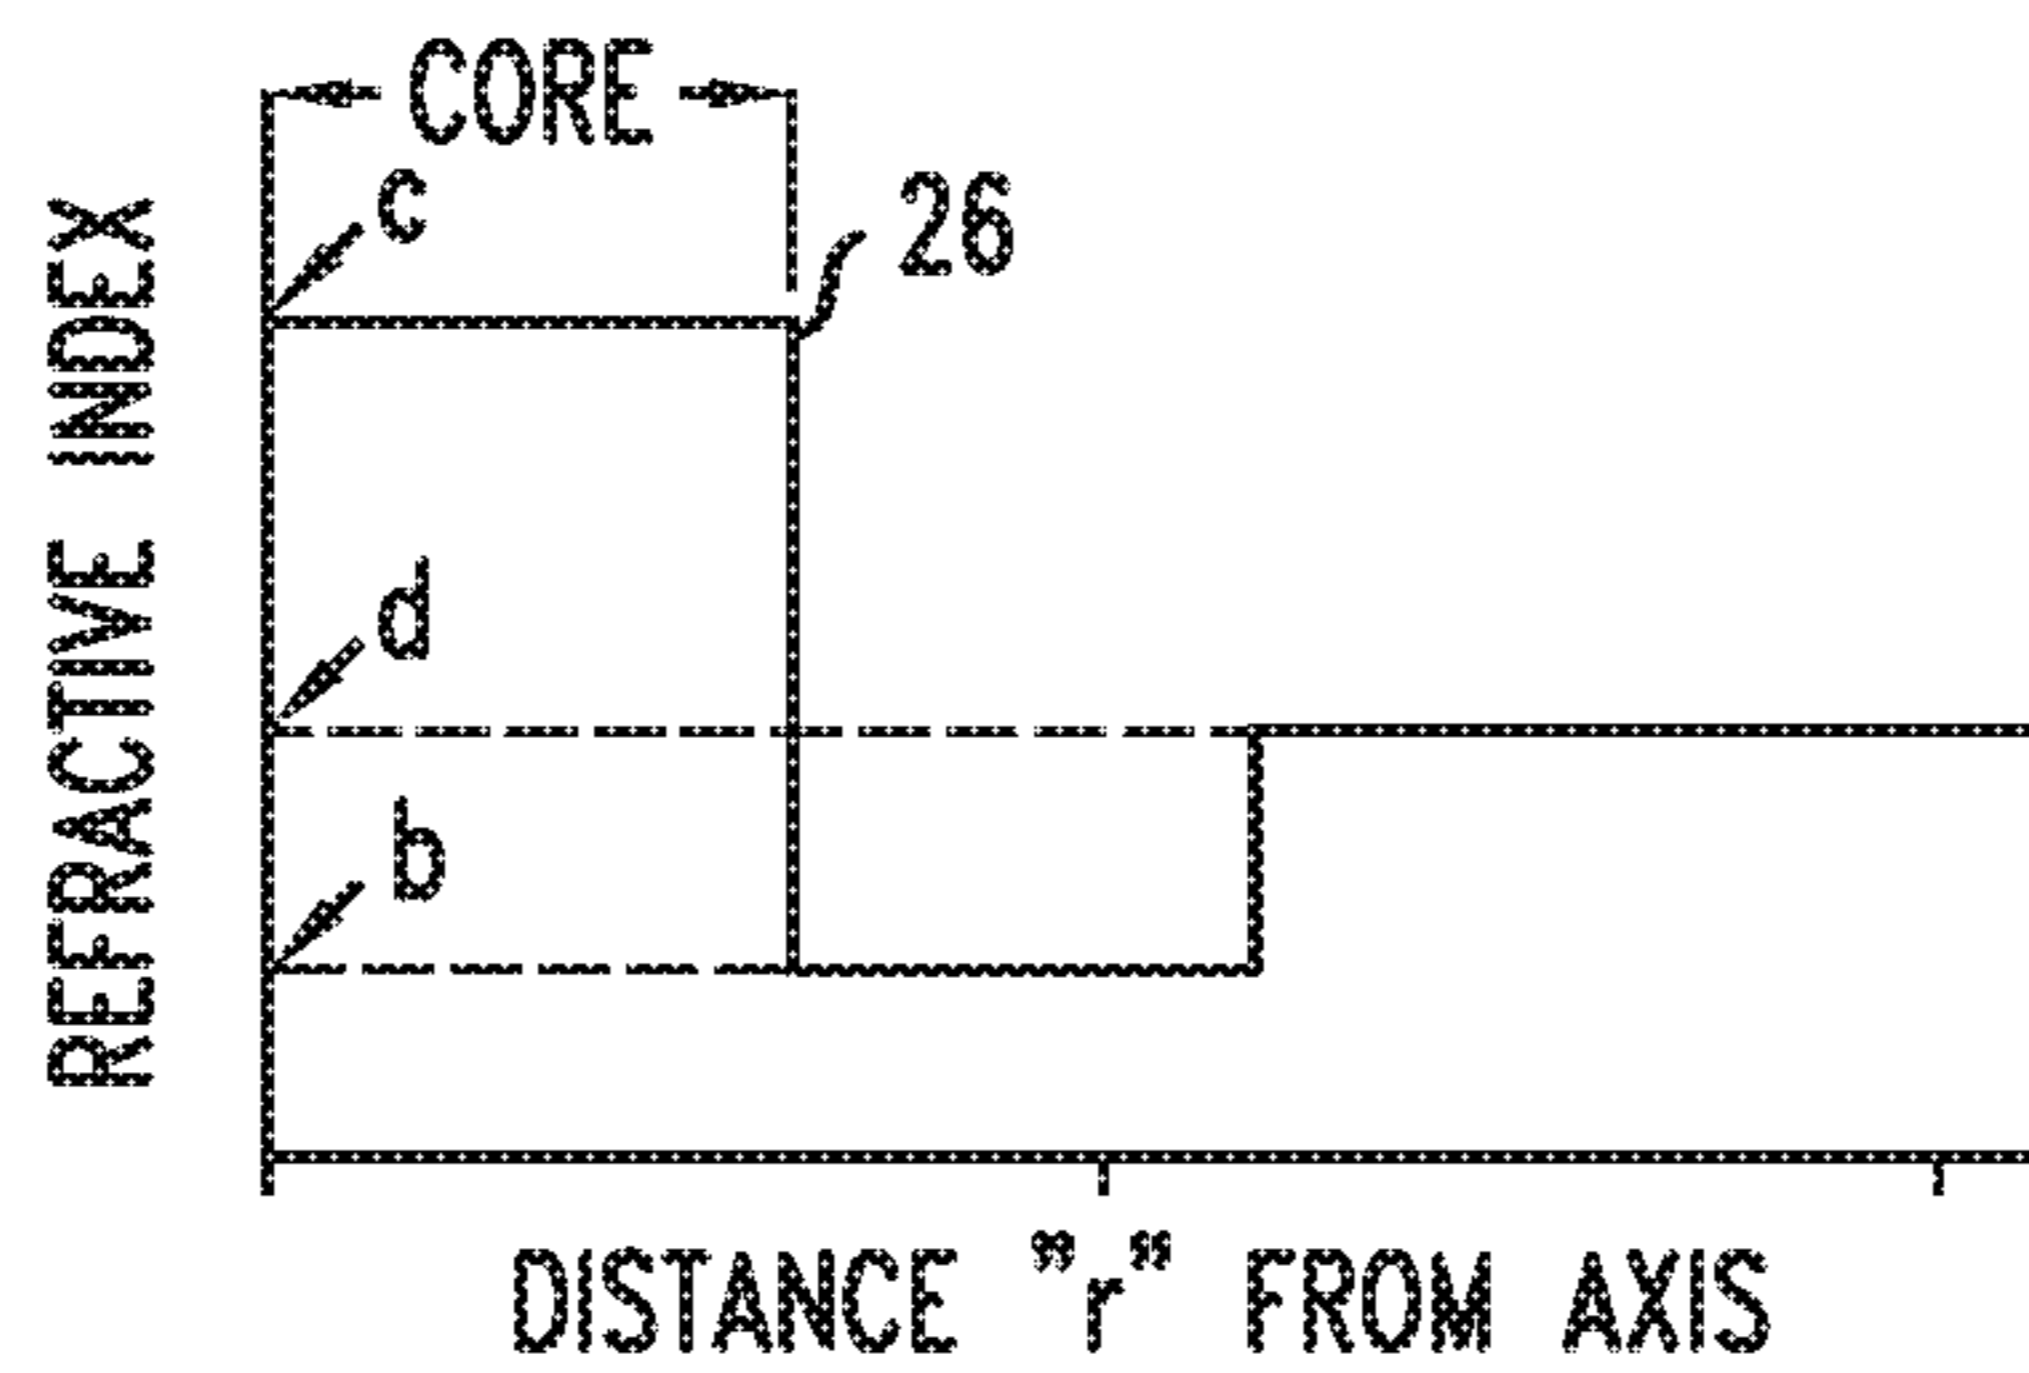 CORE
c
26
d
b
REFRACTIVE INDEX
DISTANCE "r" FROM AXIS